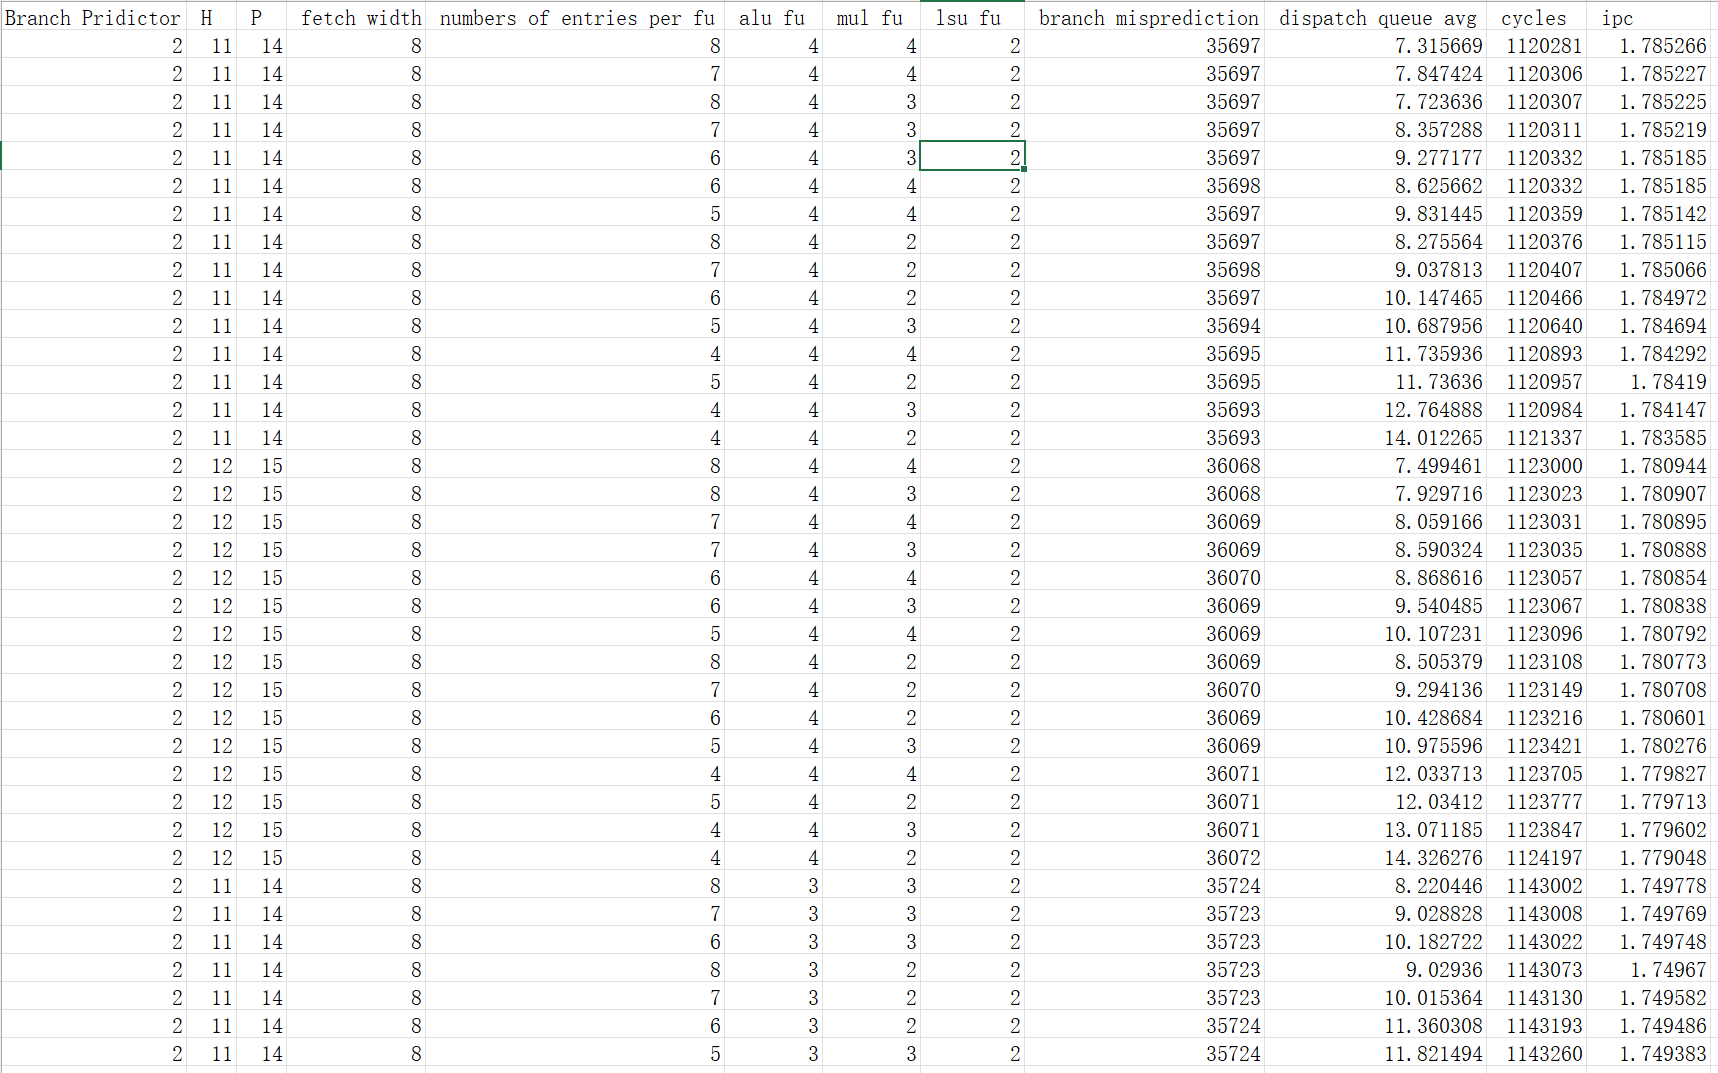 Branch Pridictor H P fetch width numbers of entries per fu alu fu mul fu lsu fu branch misprediction dispatch queue avg cycles ipc
2 11 14 8 8 4 4 2 35697 7.315669 1120281 1.785266
2 11 14 8 7 4 4 2 35697 7.847424 1120306 1.785227
2 11 14 8 8 4 3 2 35697 7.723636 1120307 1.785225
2 11 14 8 7 4 3 2 35697 8.357288 1120311 1.785219
2 11 14 8 6 4 3 2 35697 9.277177 1120332 1.785185
2 11 14 8 6 4 4 2 35698 8.625662 1120332 1.785185
2 11 14 8 5 4 4 2 35697 9.831445 1120359 1.785142
2 11 14 8 8 4 2 2 35697 8.275564 1120376 1.785115
2 11 14 8 7 4 2 2 35698 9.037813 1120407 1.785066
2 11 14 8 6 4 2 2 35697 10.147465 1120466 1.784972
2 11 14 8 5 4 3 2 35694 10.687956 1120640 1.784694
2 11 14 8 4 4 4 2 35695 11.735936 1120893 1.784292
2 11 14 8 5 4 2 2 35695 11.73636 1120957 1.78419
2 11 14 8 4 4 3 2 35693 12.764888 1120984 1.784147
2 11 14 8 4 4 2 2 35693 14.012265 1121337 1.783585
2 12 15 8 8 4 4 2 36068 7.499461 1123000 1.780944
2 12 15 8 8 4 3 2 36068 7.929716 1123023 1.780907
2 12 15 8 7 4 4 2 36069 8.059166 1123031 1.780895
2 12 15 8 7 4 3 2 36069 8.590324 1123035 1.780888
2 12 15 8 6 4 4 2 36070 8.868616 1123057 1.780854
2 12 15 8 6 4 3 2 36069 9.540485 1123067 1.780838
2 12 15 8 5 4 4 2 36069 10.107231 1123096 1.780792
2 12 15 8 8 4 2 2 36069 8.505379 1123108 1.780773
2 12 15 8 7 4 2 2 36070 9.294136 1123149 1.780708
2 12 15 8 6 4 2 2 36069 10.428684 1123216 1.780601
2 12 15 8 5 4 3 2 36069 10.975596 1123421 1.780276
2 12 15 8 4 4 4 2 36071 12.033713 1123705 1.779827
2 12 15 8 5 4 2 2 36071 12.03412 1123777 1.779713
2 12 15 8 4 4 3 2 36071 13.071185 1123847 1.779602
2 12 15 8 4 4 2 2 36072 14.326276 1124197 1.779048
2 11 14 8 8 3 3 2 35724 8.220446 1143002 1.749778
2 11 14 8 7 3 3 2 35723 9.028828 1143008 1.749769
2 11 14 8 6 3 3 2 35723 10.182722 1143022 1.749748
2 11 14 8 8 3 2 2 35723 9.02936 1143073 1.74967
2 11 14 8 7 3 2 2 35723 10.015364 1143130 1.749582
2 11 14 8 6 3 2 2 35724 11.360308 1143193 1.749486
2 11 14 8 5 3 3 2 35724 11.821494 1143260 1.749383